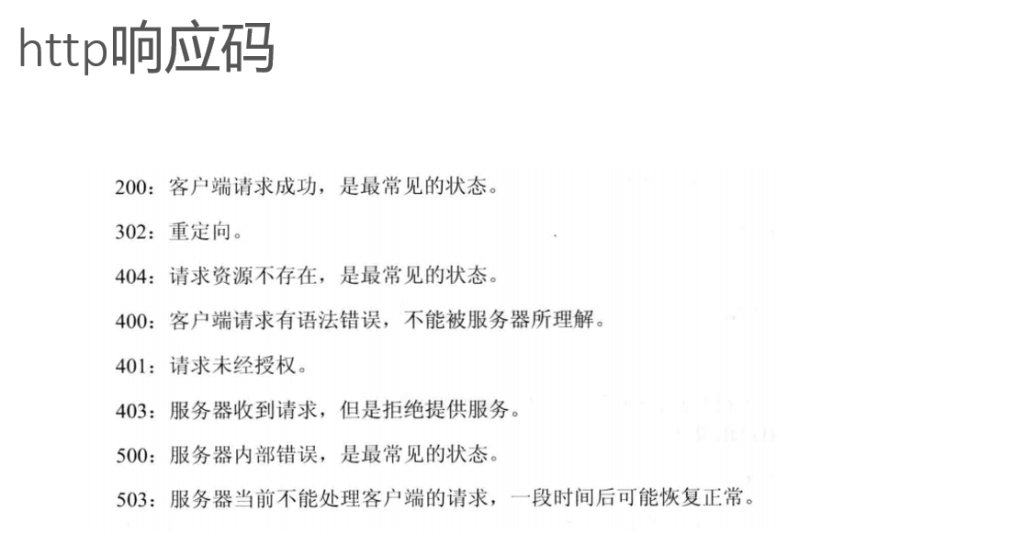 http响应码
200：客户端请求成功，是最常见的状态。
302：重定向。
404：请求资源不存在，是最常见的状态。
400：客户端请求有语法错误，不能被服务器所理解。
401：请求未经授权。
403：服务器收到请求，但是拒绝提供服务。
500：服务器内部错误，是最常见的状态。
503：服务器当前不能处理客户端的请求，一段时间后可能恢复正常。